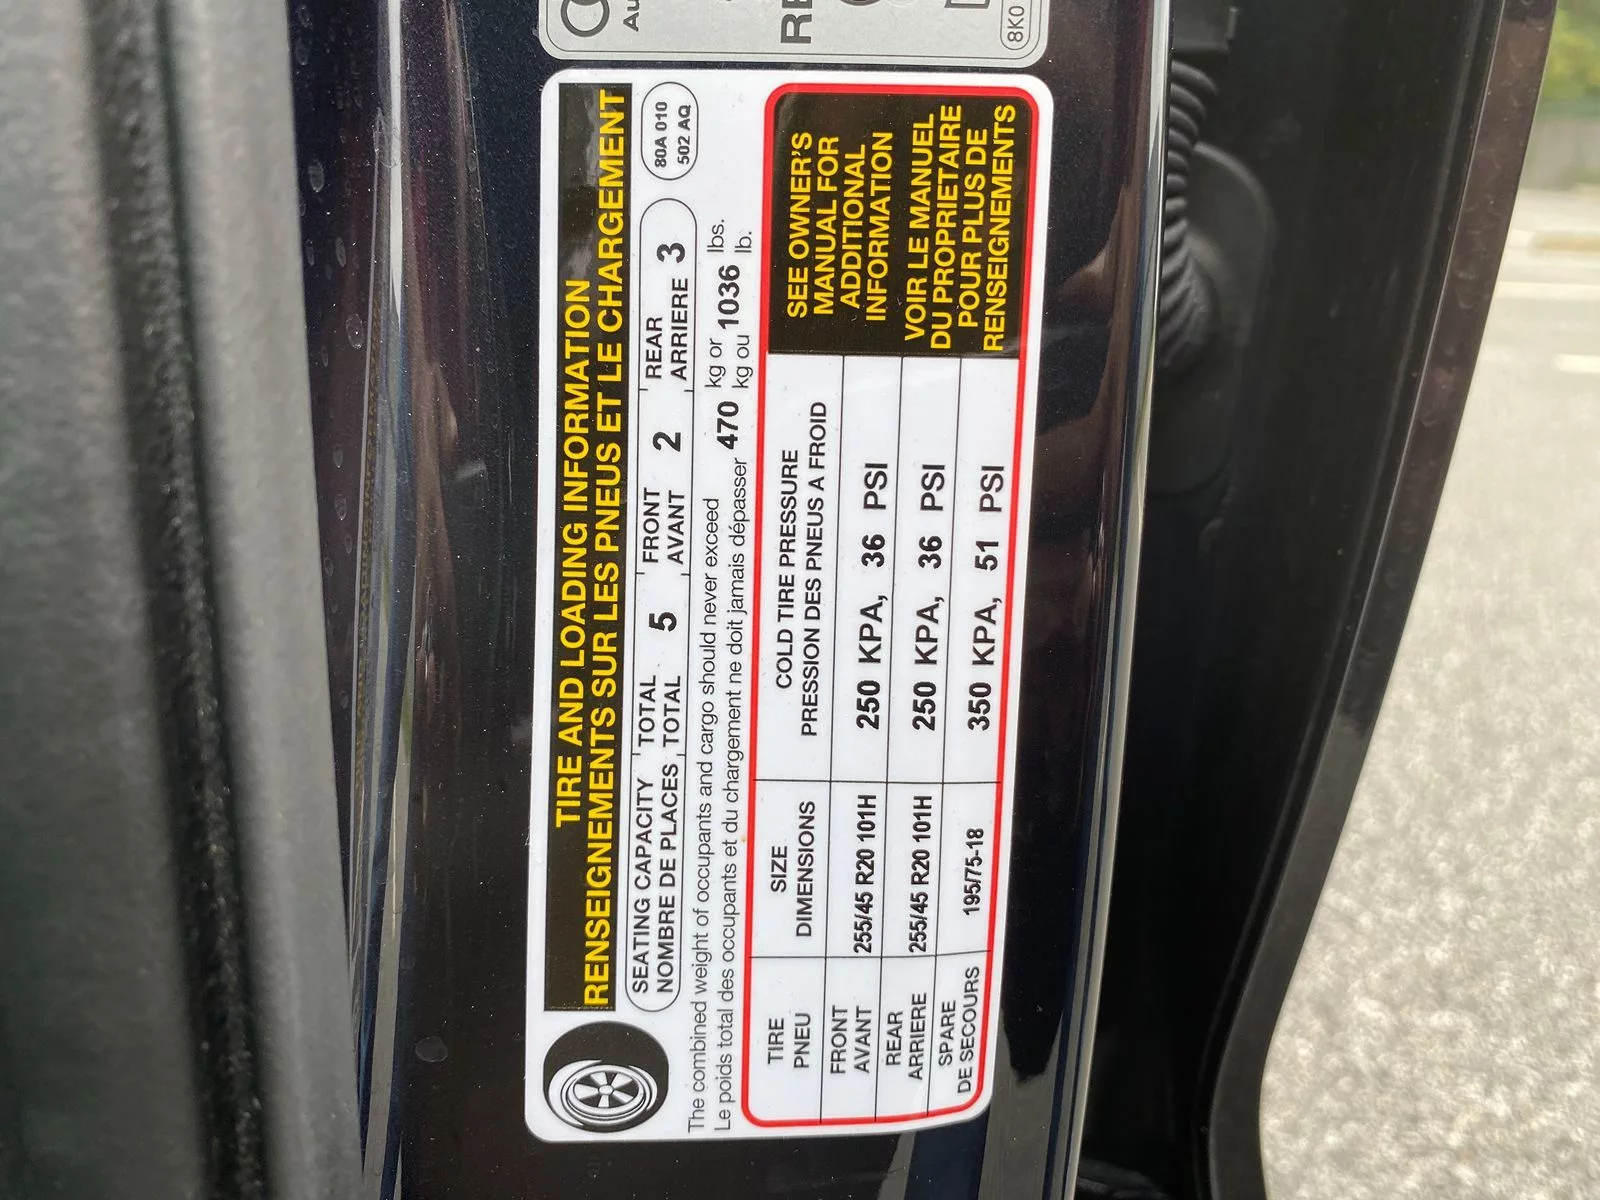 8K0
TIRE AND LOADING INFORMATION
RENSEIGNEMENTS SUR LES PNEUS ET LE CHARGEMENT
SEATING CAPACITY TOTAL 5 FRONT 2 REAR 3
NOMBRE DE PLACES TOTAL AVANT ARRIERE
80A 010
502 AQ
The combined weight of occupants and cargo should never exceed 470 kg or 1036 lbs.
Le poids total des occupants et du chargement ne doit jamais dépasser kg ou lb.
TIRE SIZE COLD TIRE PRESSURE
PNEU DIMENSIONS PRESSION DES PNEUS A FROID
FRONT
AVANT 255/45 R20 101H 250 KPA, 36 PSI
REAR
ARRIERE 255/45 R20 101H 250 KPA, 36 PSI
SPARE
DE SECOURS 195/75-18 350 KPA, 51 PSI
SEE OWNER'S
MANUAL FOR
ADDITIONAL
INFORMATION
VOIR LE MANUEL
DU PROPRIETAIRE
POUR PLUS DE
RENSEIGNEMENTS